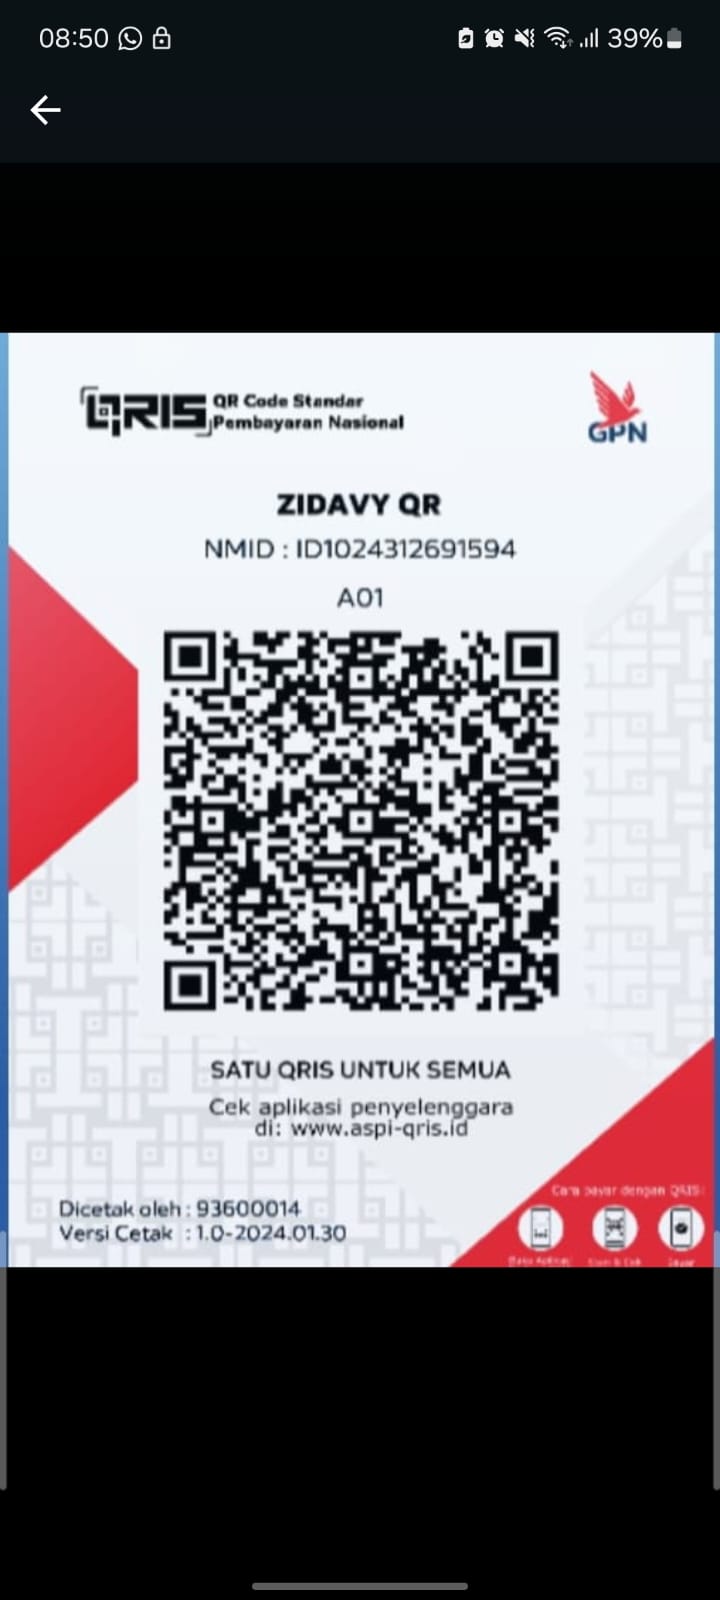 08:50 39%
QRIS QR Code Standar
Pembayaran Nasional
GPN
ZIDAVY QR
NMID : ID1024312691594
A01
SATU QRIS UNTUK SEMUA
Cek aplikasi penyelenggara
di: www.aspi-qris.id
Dicetak oleh : 93600014
Versi Cetak : 1.0-2024.01.30
Cara bayar dengan QRIS: